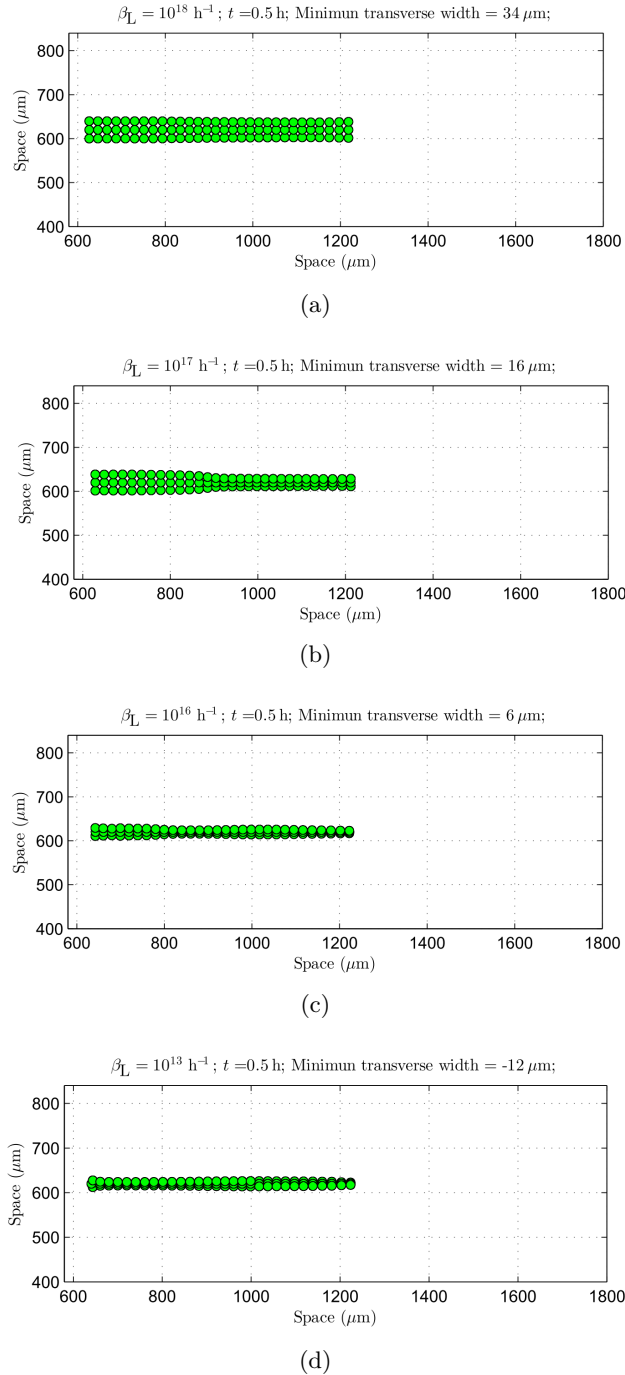 β_L = 10^18 h^-1 ; t =0.5 h; Minimun transverse width = 34 μm;
800
700
600
500
400
Space (μm)
600 800 1000 1200 1400 1600 1800
Space (μm)
(a)
β_L = 10^17 h^-1 ; t =0.5 h; Minimun transverse width = 16 μm;
800
700
600
500
400
Space (μm)
600 800 1000 1200 1400 1600 1800
Space (μm)
(b)
β_L = 10^16 h^-1 ; t =0.5 h; Minimun transverse width = 6 μm;
800
700
600
500
400
Space (μm)
600 800 1000 1200 1400 1600 1800
Space (μm)
(c)
β_L = 10^13 h^-1 ; t =0.5 h; Minimun transverse width = -12 μm;
800
700
600
500
400
Space (μm)
600 800 1000 1200 1400 1600 1800
Space (μm)
(d)